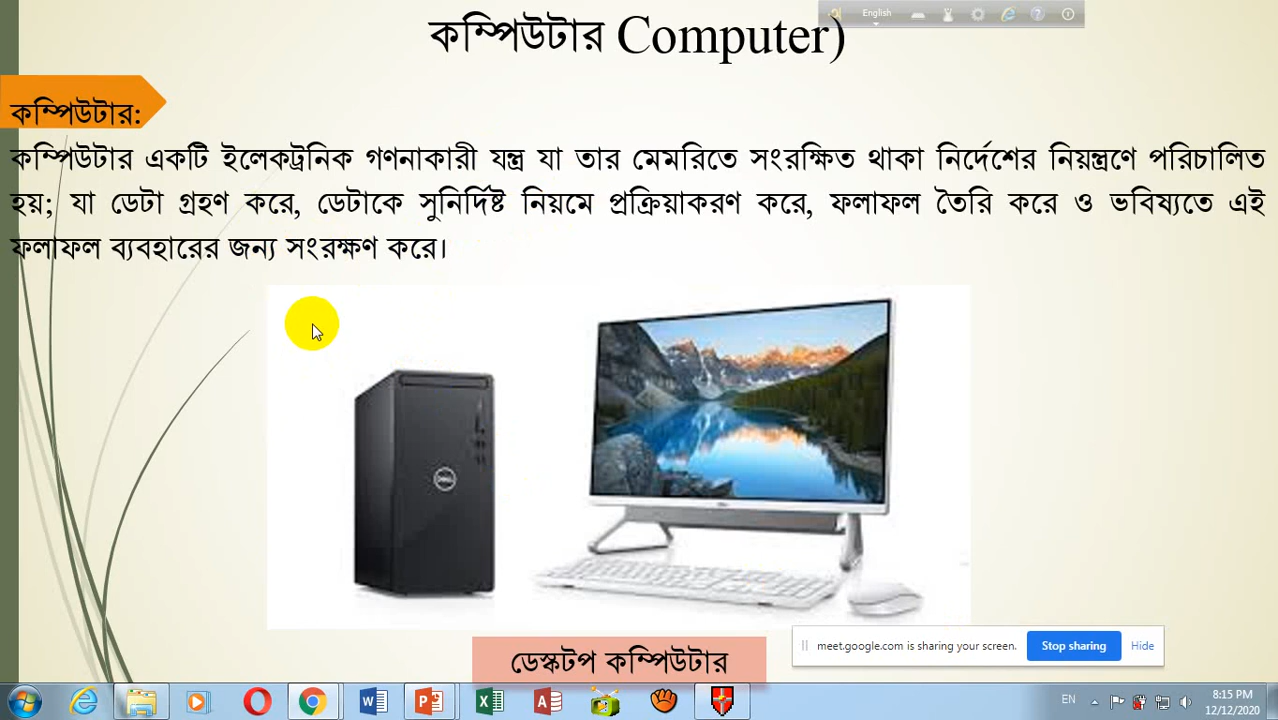 English
কম্পিউটার Computer)
কম্পিউটার:
কম্পিউটার একটি ইলেকট্রনিক গণনাকারী যন্ত্র যা তার মেমরিতে সংরক্ষিত থাকা নির্দেশের নিয়ন্ত্রণে পরিচালিত
হয়; যা ডেটা গ্রহণ করে, ডেটাকে সুনির্দিষ্ট নিয়মে প্রক্রিয়াকরণ করে, ফলাফল তৈরি করে ও ভবিষ্যতে এই
ফলাফল ব্যবহারের জন্য সংরক্ষণ করে।
DELL
meet.google.com is sharing your screen. Stop sharing Hide
ডেস্কটপ কম্পিউটার
EN
8:15 PM
12/12/2020